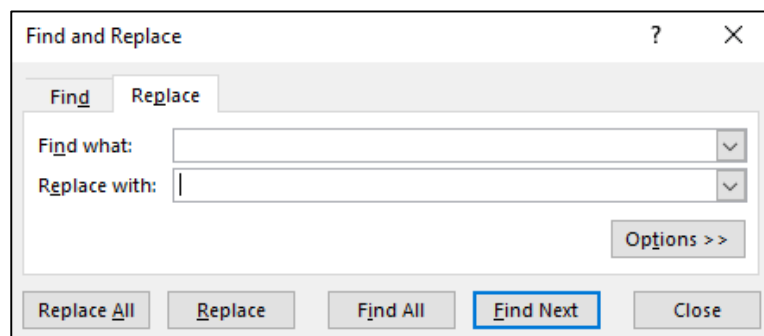 Find and Replace ?
Find Replace
Find what:
Replace with:
Options >>
Replace All Replace Find All Find Next Close